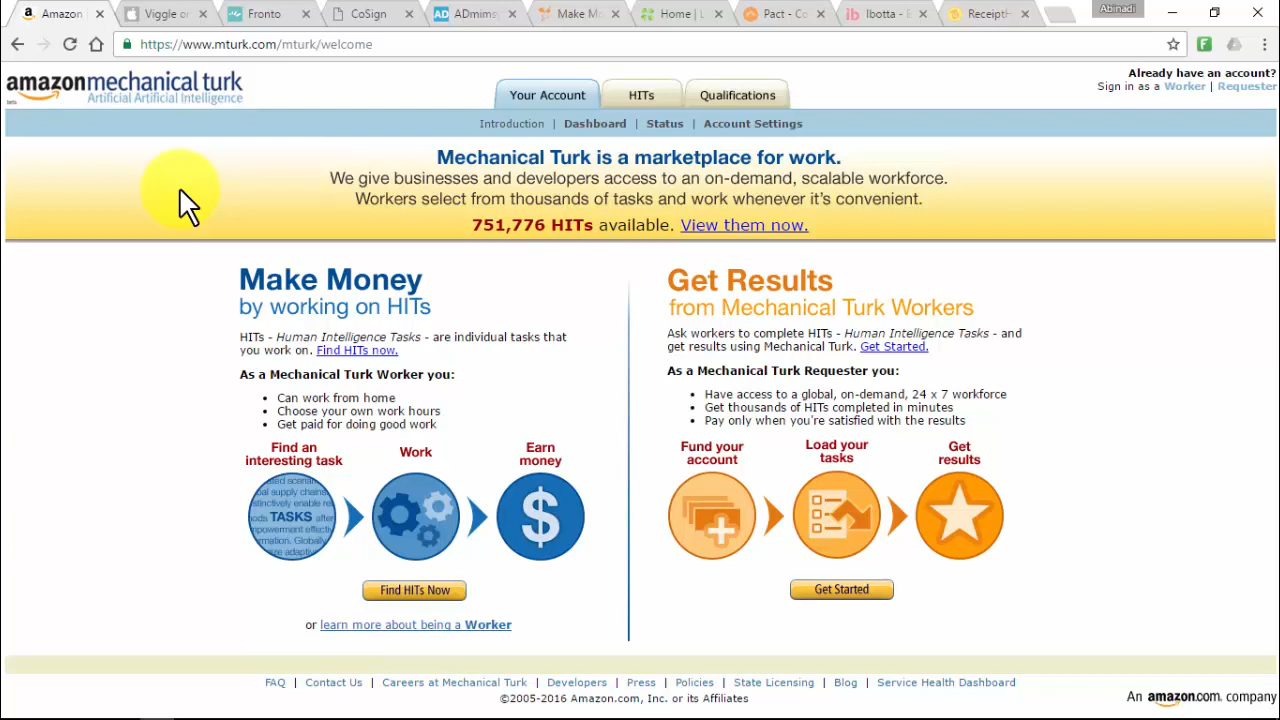 Amazon
Viggle or
Fronto
CoSign
ADmims
Make Mo
Home |
Pact - Co
Ibotta - E
ReceiptH
Abinadi
https://www.mturk.com/mturk/welcome
amazonmechanical turk
Artificial Artificial Intelligence
beta
Your Account
HITs
Qualifications
Already have an account?
Sign in as a Worker | Requester
Introduction | Dashboard | Status | Account Settings
Mechanical Turk is a marketplace for work.
We give businesses and developers access to an on-demand, scalable workforce.
Workers select from thousands of tasks and work whenever it's convenient.
751,776 HITs available. View them now.
Make Money
by working on HITs
HITs - Human Intelligence Tasks - are individual tasks that
you work on. Find HITs now.
As a Mechanical Turk Worker you:
• Can work from home
• Choose your own work hours
• Get paid for doing good work
Find an
interesting task
Work
Earn
money
TASKS
Find HITs Now
or learn more about being a Worker
Get Results
from Mechanical Turk Workers
Ask workers to complete HITs - Human Intelligence Tasks - and
get results using Mechanical Turk. Get Started.
As a Mechanical Turk Requester you:
• Have access to a global, on-demand, 24 x 7 workforce
• Get thousands of HITs completed in minutes
• Pay only when you're satisfied with the results
Fund your
account
Load your
tasks
Get
results
Get Started
FAQ | Contact Us | Careers at Mechanical Turk | Developers | Press | Policies | State Licensing | Blog | Service Health Dashboard
©2005-2016 Amazon.com, Inc. or its Affiliates
An amazon.com company